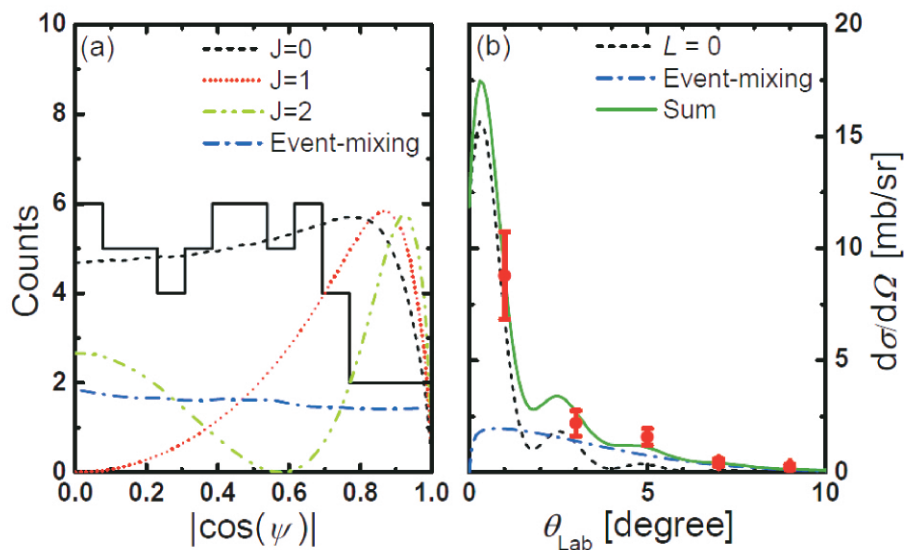 (a)
J=0
J=1
J=2
Event-mixing
10
8
6
4
2
0
Counts
0.0 0.2 0.4 0.6 0.8 1.0
|cos(ψ)|
(b)
L = 0
Event-mixing
Sum
20
15
10
5
0
dσ/dΩ [mb/sr]
0 5 10
θLab [degree]